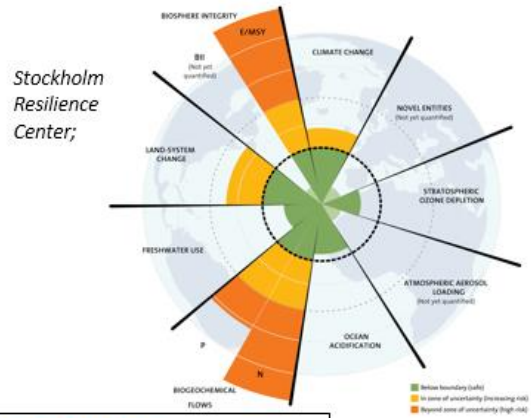 BIOSPHERE INTEGRITY
E/MSY
CLIMATE CHANGE
BII
(Not yet
quantified)
Stockholm
Resilience
Center;
NOVEL ENTITIES
(Not yet quantified)
LAND-SYSTEM
CHANGE
STRATOSPHERIC
OZONE DEPLETION
FRESHWATER USE
ATMOSPHERIC AEROSOL
LOADING
(Not yet quantified)
P
OCEAN
ACIDIFICATION
N
BIOGEOCHEMICAL
FLOWS
Below boundary (safe)
In zone of uncertainty (increasing risk)
Beyond zone of uncertainty (high risk)